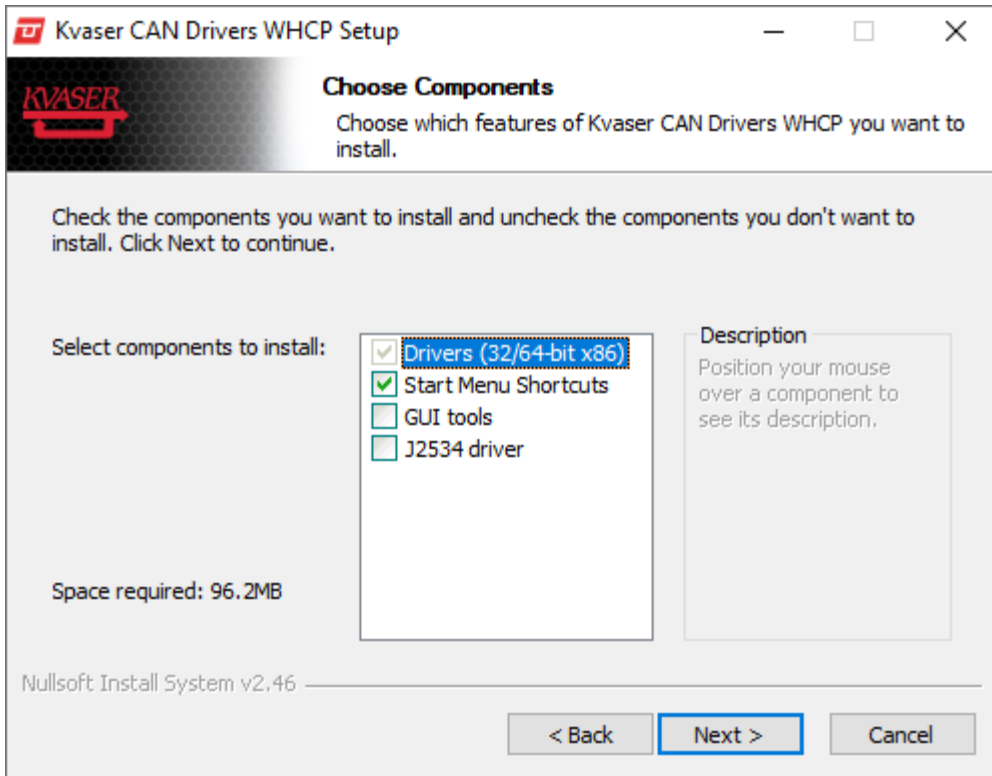 Kvaser CAN Drivers WHCP Setup
KVASER
Choose Components
Choose which features of Kvaser CAN Drivers WHCP you want to
install.
Check the components you want to install and uncheck the components you don't want to
install. Click Next to continue.
Select components to install:
Drivers (32/64-bit x86)
Start Menu Shortcuts
GUI tools
J2534 driver
Description
Position your mouse
over a component to
see its description.
Space required: 96.2MB
Nullsoft Install System v2.46
< Back
Next >
Cancel